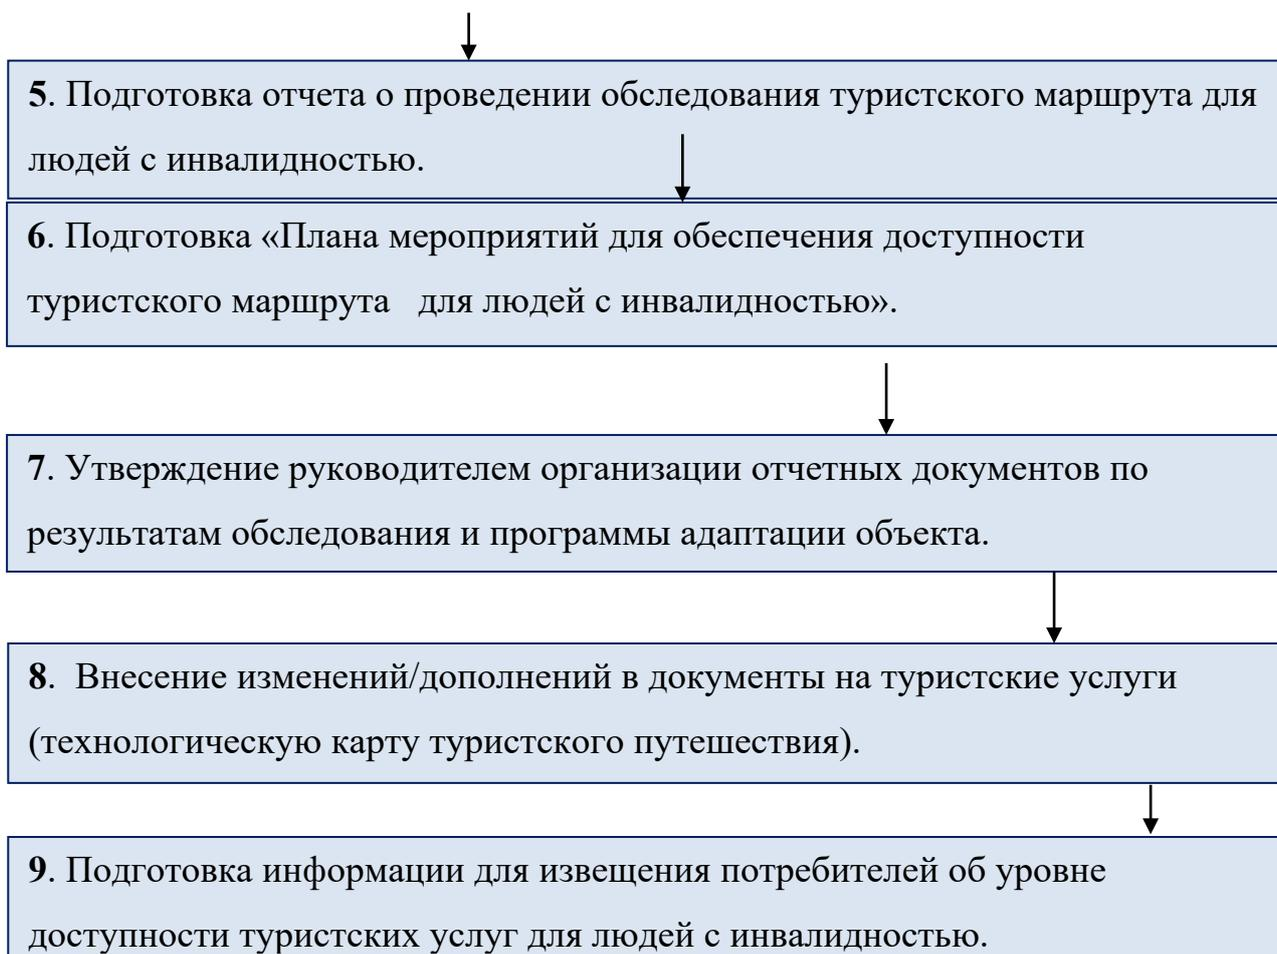 5. Подготовка отчета о проведении обследования туристского маршрута для
людей с инвалидностью.
6. Подготовка «Плана мероприятий для обеспечения доступности
туристского маршрута   для людей с инвалидностью».
7. Утверждение руководителем организации отчетных документов по
результатам обследования и программы адаптации объекта.
8.  Внесение изменений/дополнений в документы на туристские услуги
(технологическую карту туристского путешествия).
9. Подготовка информации для извещения потребителей об уровне
доступности туристских услуг для людей с инвалидностью.